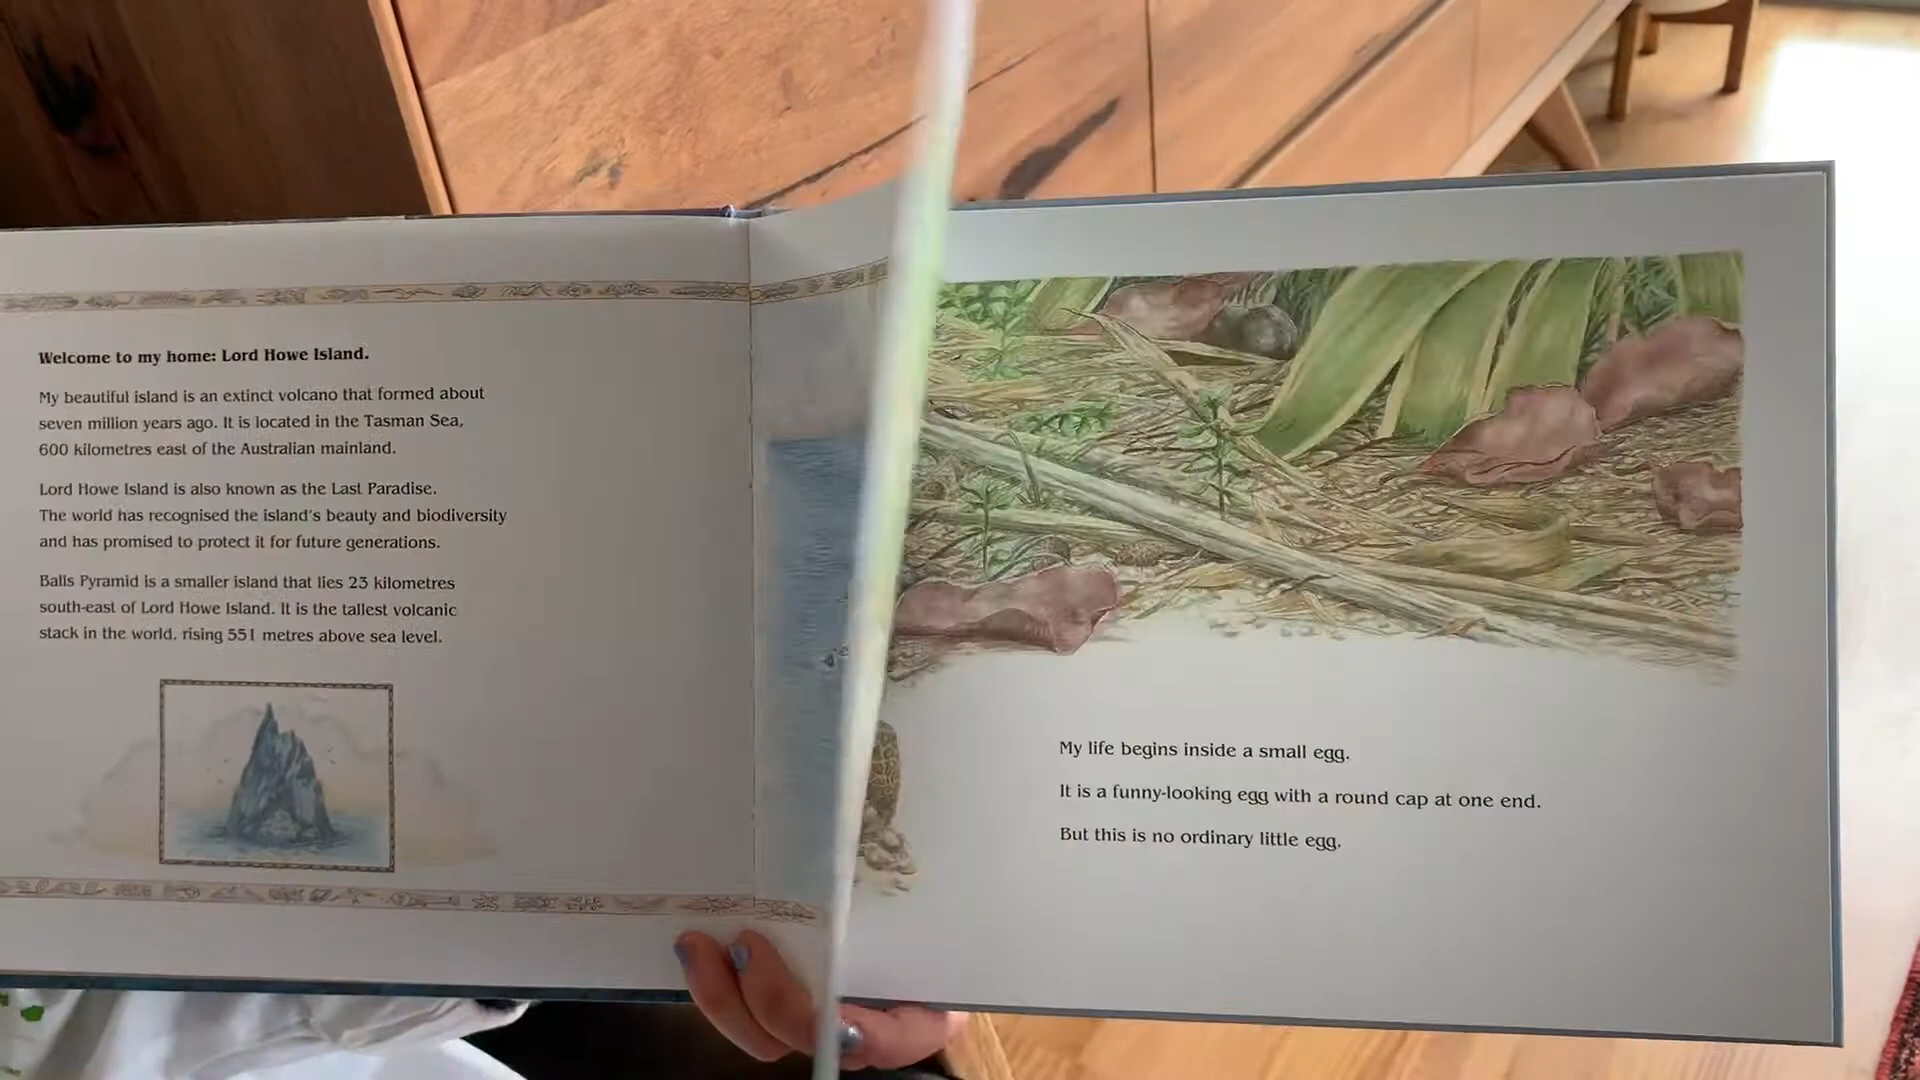 Welcome to my home: Lord Howe Island.
My beautiful island is an extinct volcano that formed about
seven million years ago. It is located in the Tasman Sea,
600 kilometres east of the Australian mainland.
Lord Howe Island is also known as the Last Paradise.
The world has recognised the island's beauty and biodiversity
and has promised to protect it for future generations.
Balls Pyramid is a smaller island that lies 23 kilometres
south-east of Lord Howe Island. It is the tallest volcanic
stack in the world, rising 551 metres above sea level.
My life begins inside a small egg.
It is a funny-looking egg with a round cap at one end.
But this is no ordinary little egg.